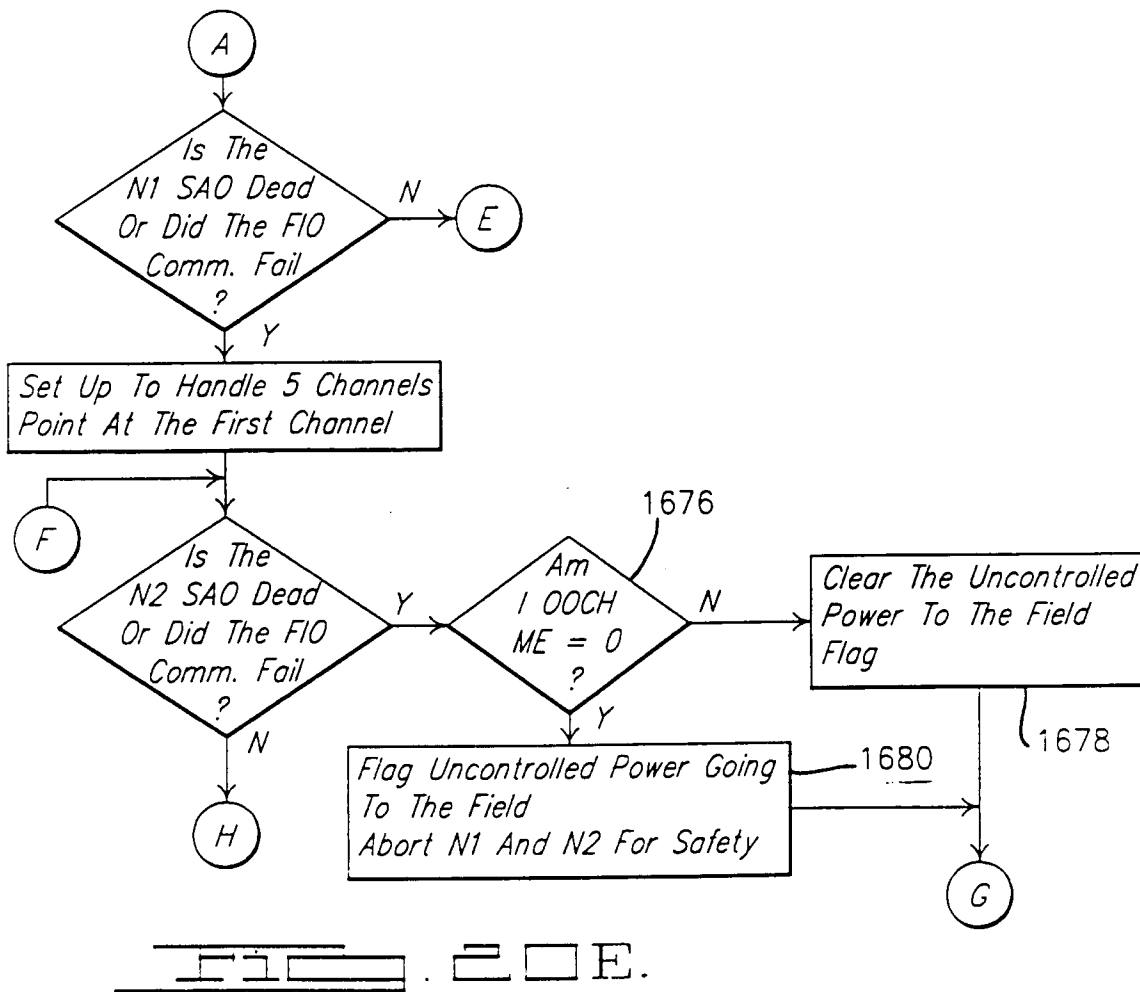 A
Is The
N1 SAO Dead
Or Did The FIO
Comm. Fail
?
N
E
Y
Set Up To Handle 5 Channels
Point At The First Channel
F
Is The
N2 SAO Dead
Or Did The FIO
Comm. Fail
?
Y
N
H
1676
Am
I OOCH
ME = 0
?
N
Y
Clear The Uncontrolled
Power To The Field
Flag
1678
Flag Uncontrolled Power Going
To The Field
Abort N1 And N2 For Safety
1680
G
FIG. 20E.